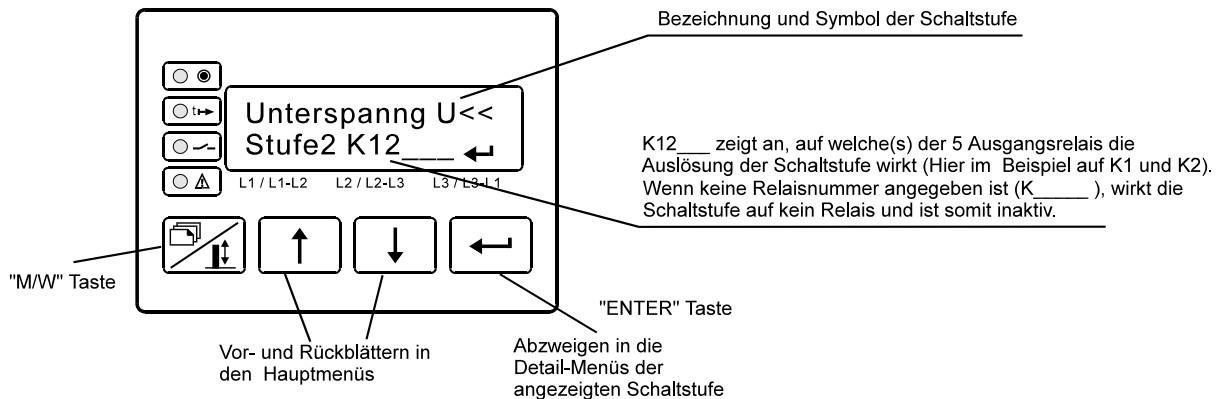 Bezeichnung und Symbol der Schaltstufe
t
Unterspanng U<<
Stufe2 K12___ ↵
L1 / L1-L2 L2 / L2-L3 L3 / L3-L1
K12___ zeigt an, auf welche(s) der 5 Ausgangsrelais die
Auslösung der Schaltstufe wirkt (Hier im Beispiel auf K1 und K2).
Wenn keine Relaisnummer angegeben ist (K_____ ), wirkt die
Schaltstufe auf kein Relais und ist somit inaktiv.
"M/W" Taste
Vor- und Rückblättern in
den Hauptmenüs
"ENTER" Taste
Abzweigen in die
Detail-Menüs der
angezeigten Schaltstufe